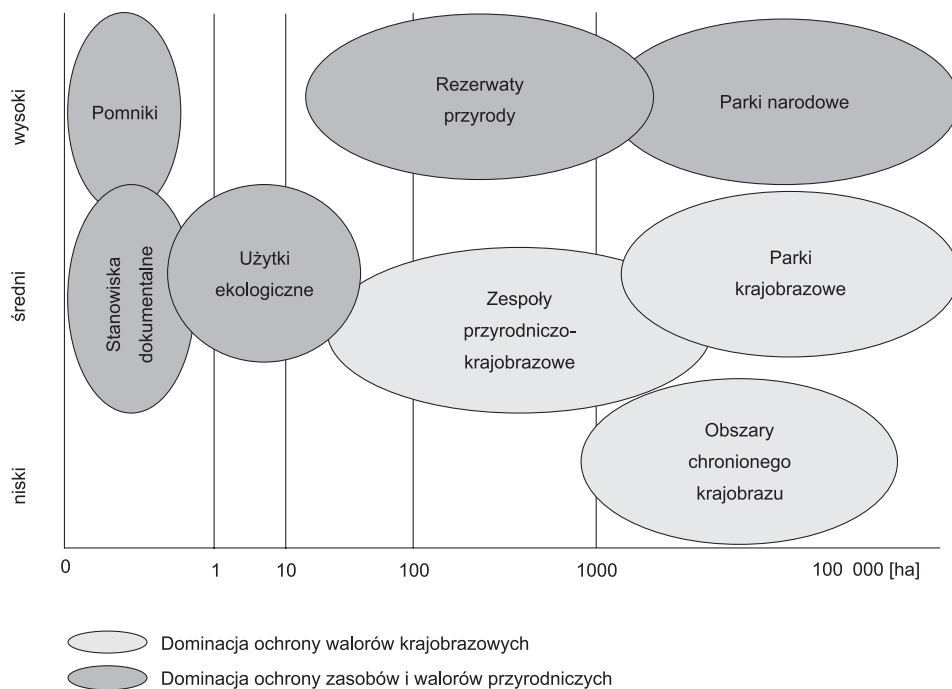 wysoki
średni
niski
Pomniki
Rezerwaty
przyrody
Parki narodowe
Stanowiska
dokumentalne
Użytki
ekologiczne
Zespoły
przyrodniczo-
krajobrazowe
Parki
krajobrazowe
Obszary
chronionego
krajobrazu
0 1 10 100 1000 100 000 [ha]
Dominacja ochrony walorów krajobrazowych
Dominacja ochrony zasobów i walorów przyrodniczych